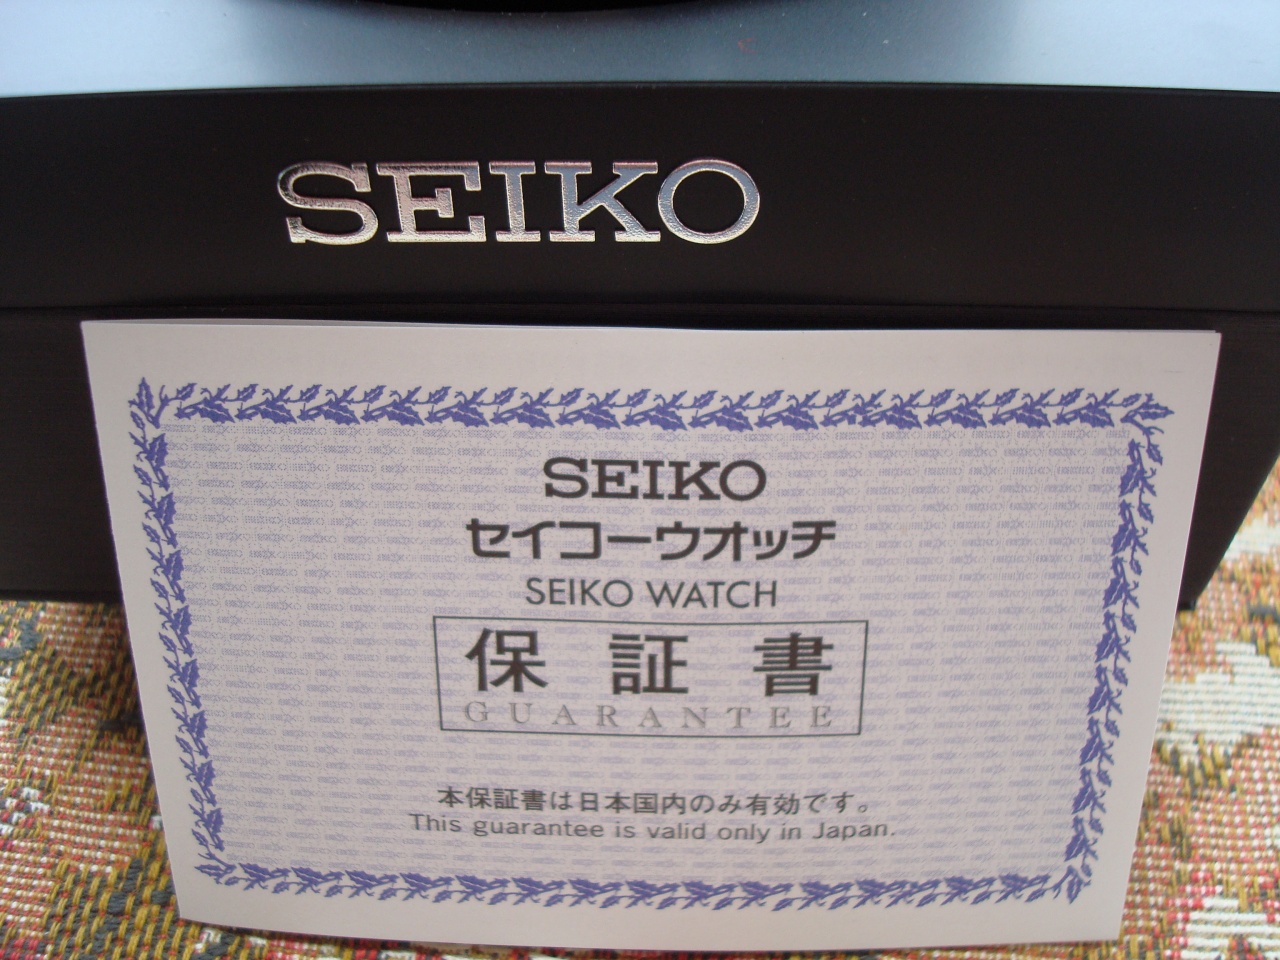 SEIKO
SEIKO
セイコーウオッチ
SEIKO WATCH
保証書
GUARANTEE
本保証書は日本国内のみ有効です。
This guarantee is valid only in Japan.